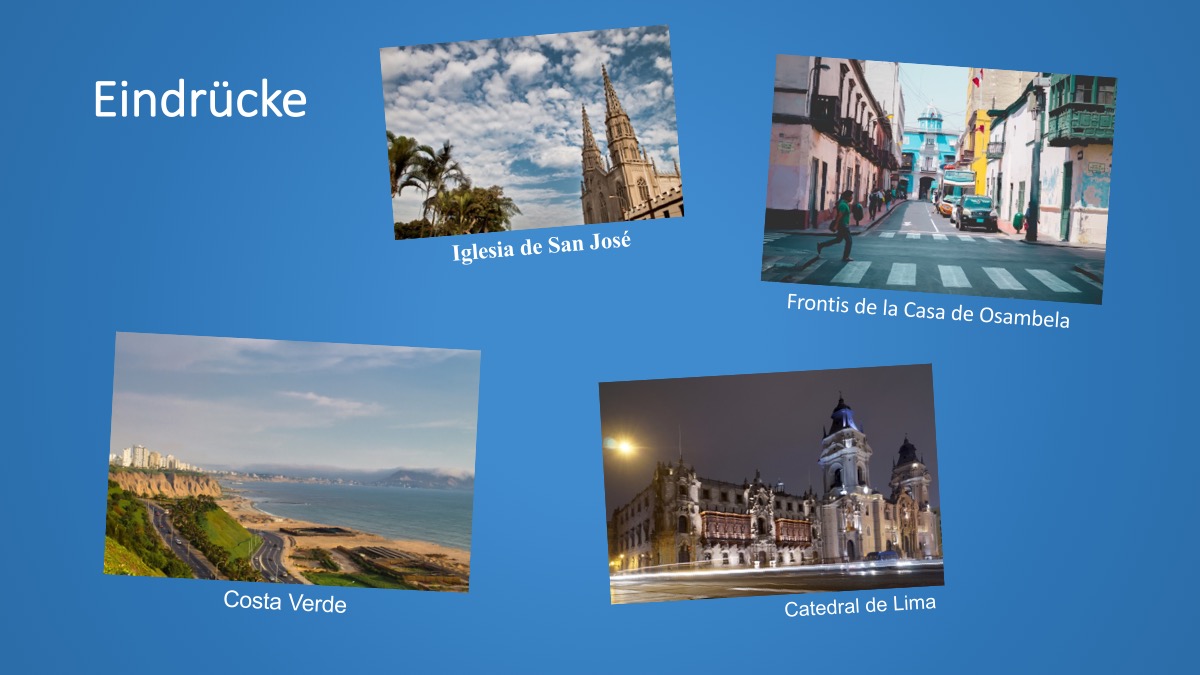 Eindrücke
Iglesia de San José
Frontis de la Casa de Osambela
Costa Verde
Catedral de Lima